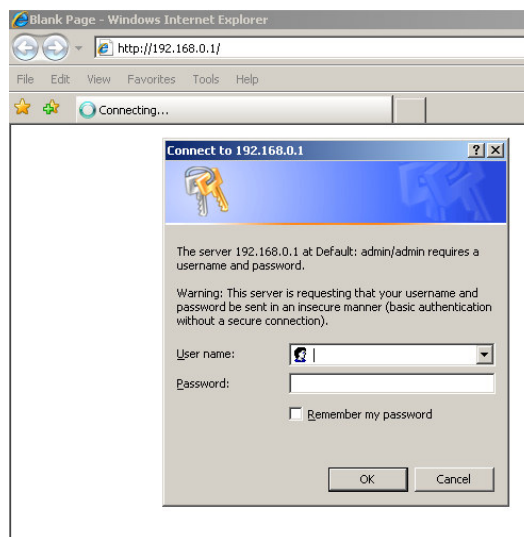 Blank Page - Windows Internet Explorer
http://192.168.0.1/
File Edit View Favorites Tools Help
Connecting...
Connect to 192.168.0.1
The server 192.168.0.1 at Default: admin/admin requires a
username and password.
Warning: This server is requesting that your username and
password be sent in an insecure manner (basic authentication
without a secure connection).
User name:
Password:
Remember my password
OK Cancel